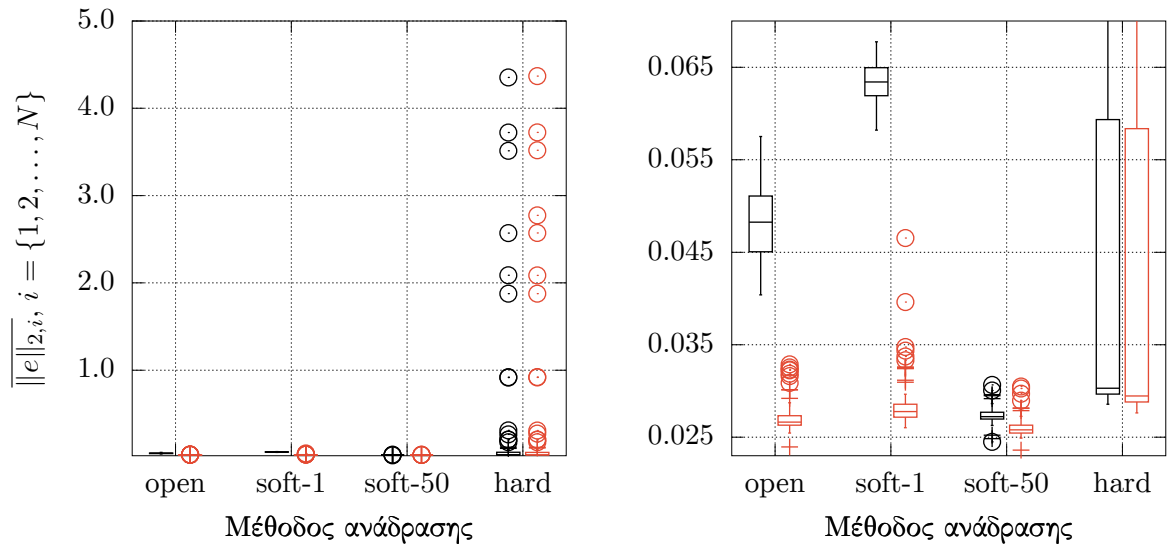 ‖e‖₂,ᵢ, i = {1, 2, . . . , N}
5.0
4.0
3.0
2.0
1.0
open soft-1 soft-50 hard
Μέθοδος ανάδρασης
0.065
0.055
0.045
0.035
0.025
open soft-1 soft-50 hard
Μέθοδος ανάδρασης